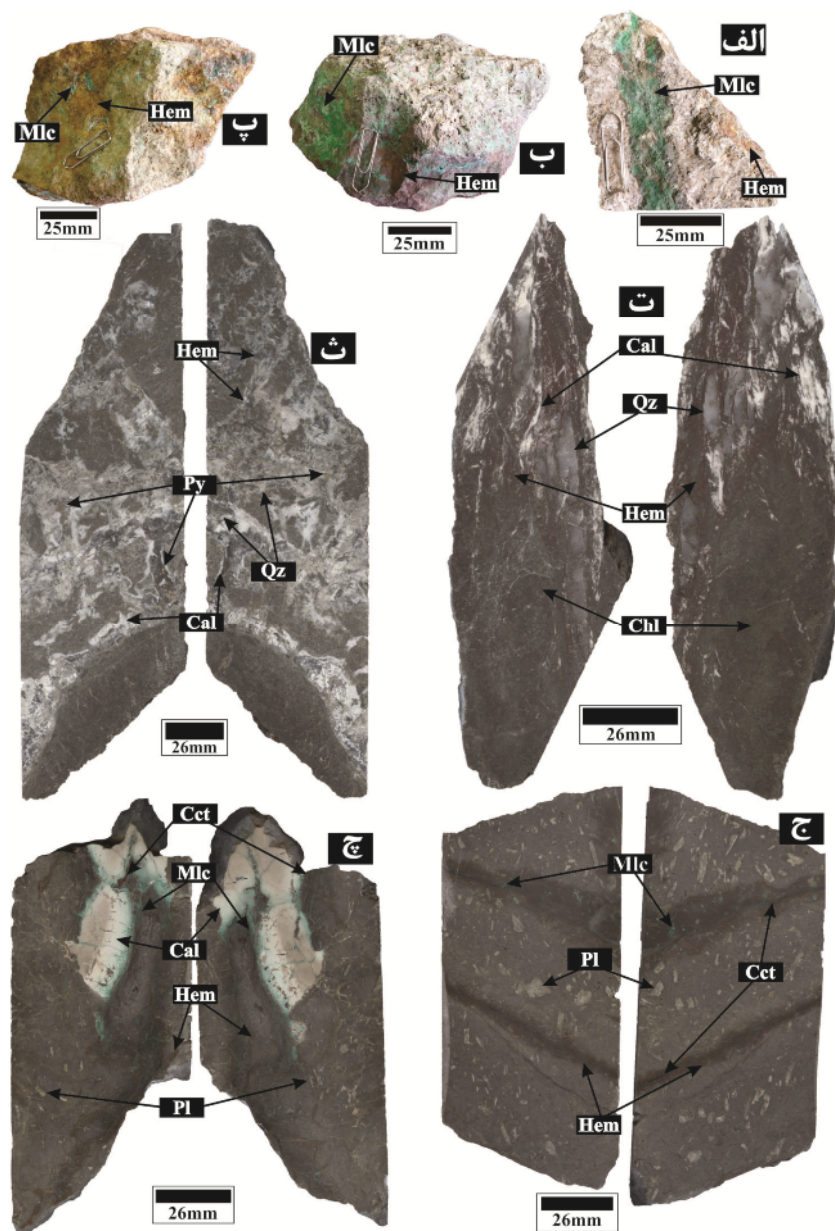 الف
Mlc
Hem
25mm
ب
Mlc
Hem
25mm
پ
Mlc
Hem
25mm
ت
Cal
Qz
Hem
Chl
26mm
ث
Hem
Py
Qz
Cal
26mm
ج
Mlc
Pl
Cct
Hem
26mm
چ
Cct
Mlc
Cal
Hem
Pl
26mm